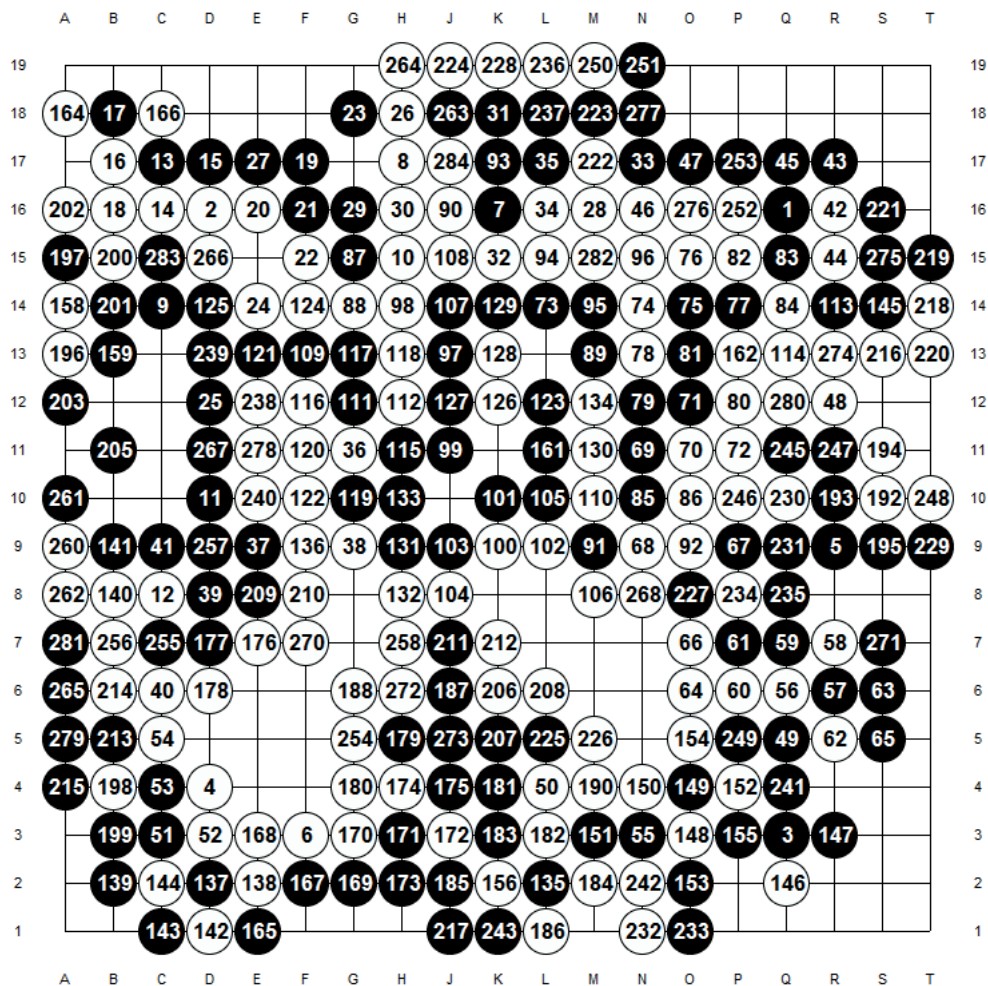 A B C D E F G H J K L M N O P Q R S T
19 264 224 228 236 250 251 19
18 164 17 166 23 26 263 31 237 223 277 18
17 16 13 15 27 19 8 284 93 35 222 33 47 253 45 43 17
16 202 18 14 2 20 21 29 30 90 7 34 28 46 276 252 1 42 221 16
15 197 200 283 266 22 87 10 108 32 94 282 96 76 82 83 44 275 219 15
14 158 201 9 125 24 124 88 98 107 129 73 95 74 75 77 84 113 145 218 14
13 196 159 239 121 109 117 118 97 128 89 78 81 162 114 274 216 220 13
12 203 25 238 116 111 112 127 126 123 134 79 71 80 280 48 12
11 205 267 278 120 36 115 99 161 130 69 70 72 245 247 194 11
10 261 11 240 122 119 133 101 105 110 85 86 246 230 193 192 248 10
9 260 141 41 257 37 136 38 131 103 100 102 91 68 92 67 231 5 195 229 9
8 262 140 12 39 209 210 132 104 106 268 227 234 235 8
7 281 256 255 177 176 270 258 211 212 66 61 59 58 271 7
6 265 214 40 178 188 272 187 206 208 64 60 56 57 63 6
5 279 213 54 254 179 273 207 225 226 154 249 49 62 65 5
4 215 198 53 4 180 174 175 181 50 190 150 149 152 241 4
3 199 51 52 168 6 170 171 172 183 182 151 55 148 155 3 147 3
2 139 144 137 138 167 169 173 185 156 135 184 242 153 146 2
1 143 142 165 217 243 186 232 233 1
A B C D E F G H J K L M N O P Q R S T